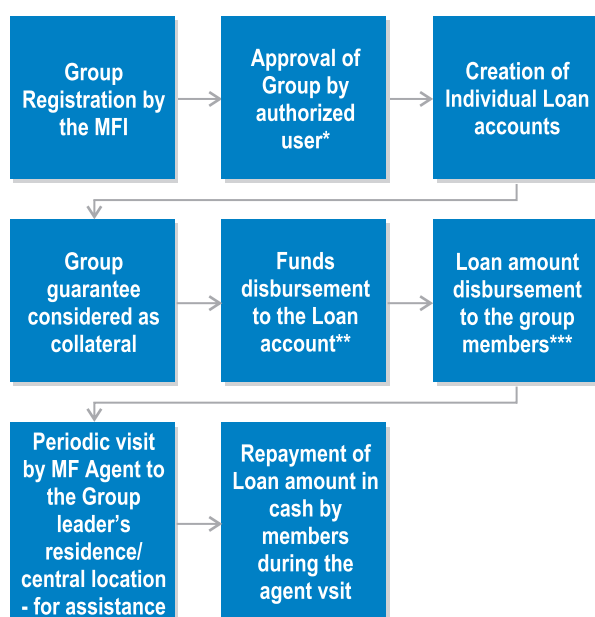 Group
Registration by
the MFI
Approval of
Group by
authorized
user*
Creation of
Individual Loan
accounts
Group
guarantee
considered as
collateral
Funds
disbursement
to the Loan
account**
Loan amount
disbursement
to the group
members***
Periodic visit
by MF Agent to
the Group
leader’s
residence/
central location
- for assistance
Repayment of
Loan amount in
cash by
members
during the
agent vsit